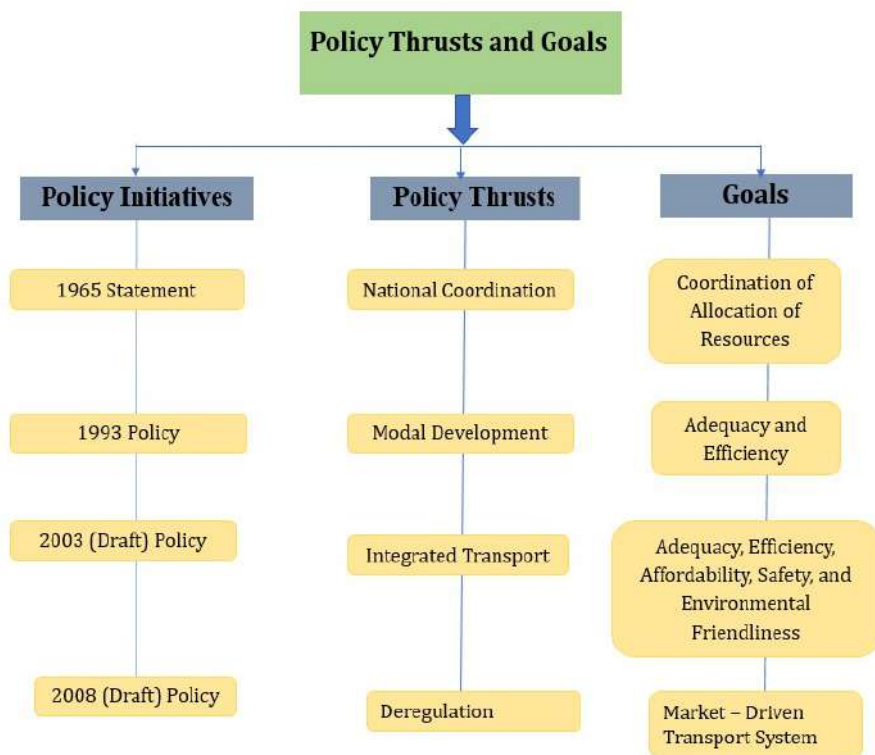 Policy Thrusts and Goals
Policy Initiatives
Policy Thrusts
Goals
1965 Statement
National Coordination
Coordination of
Allocation of
Resources
1993 Policy
Modal Development
Adequacy and
Efficiency
2003 (Draft) Policy
Integrated Transport
Adequacy, Efficiency,
Affordability, Safety, and
Environmental
Friendliness
2008 (Draft) Policy
Deregulation
Market – Driven
Transport System